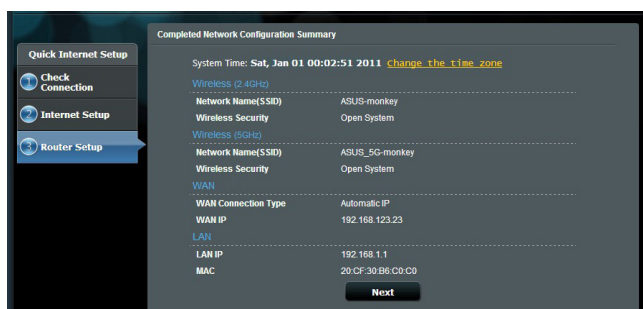 Completed Network Configuration Summary
Quick Internet Setup
1 Check Connection
2 Internet Setup
3 Router Setup
System Time: Sat, Jan 01 00:02:51 2011 Change the time zone
Wireless (2.4GHz)
Network Name(SSID) ASUS-monkey
Wireless Security Open System
Wireless (5GHz)
Network Name(SSID) ASUS_5G-monkey
Wireless Security Open System
WAN
WAN Connection Type Automatic IP
WAN IP 192.168.123.23
LAN
LAN IP 192.168.1.1
MAC 20:CF:30:B6:C0:C0
Next